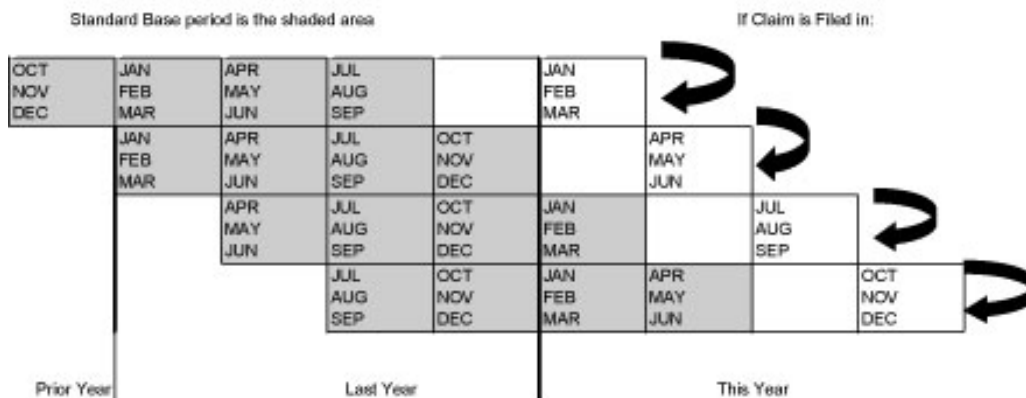 Standard Base period is the shaded area If Claim is Filed in:
OCT JAN APR JUL JAN
NOV FEB MAY AUG FEB
DEC MAR JUN SEP MAR
JAN APR JUL OCT APR
FEB MAY AUG NOV MAY
MAR JUN SEP DEC JUN
APR JUL OCT JAN JUL
MAY AUG NOV FEB AUG
JUN SEP DEC MAR SEP
JUL OCT JAN APR OCT
AUG NOV FEB MAY NOV
SEP DEC MAR JUN DEC
Prior Year Last Year This Year